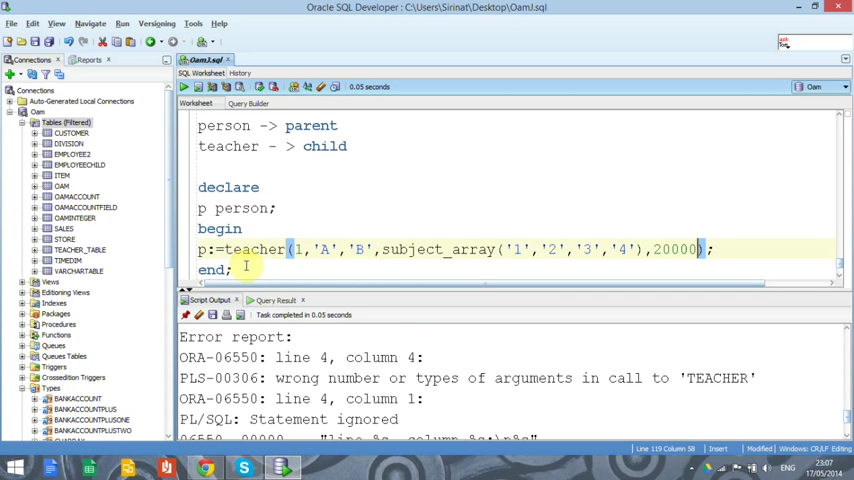 Oracle SQL Developer : C:\Users\Sirinat\Desktop\OamJ.sql
File Edit View Navigate Run Versioning Tools Help
Connections Reports OamJ.sql
SQL Worksheet History
0.05 seconds Oam
Worksheet Query Builder
Connections
Auto-Generated Local Connections
Oam
Tables (Filtered)
CUSTOMER
DIVISION
EMPLOYEE2
EMPLOYEECHILD
ITEM
OAM
OAMACCOUNT
OAMACCOUNTFIELD
OAMINTEGER
SALES
STORE
TEACHER_TABLE
TIMEDIM
VARCHARTABLE
Views
Editioning Views
Indexes
Packages
Procedures
Functions
Queues
Queues Tables
Triggers
Crossedition Triggers
Types
BANKACCOUNT
BANKACCOUNTPLUS
BANKACCOUNTPLUSONE
BANKACCOUNTPLUSTWO
person -> parent
teacher - > child
declare
p person;
begin
p:=teacher(1,'A','B',subject_array('1','2','3','4'),20000);
end;
Script Output Query Result
Task completed in 0.05 seconds
Error report:
ORA-06550: line 4, column 4:
PLS-00306: wrong number or types of arguments in call to 'TEACHER'
ORA-06550: line 4, column 1:
PL/SQL: Statement ignored
06550. 00000 - "line %s, column %s:\n%s"
Line 119 Column 58 Insert Modified Windows: CR/LF Editing
ENG
23:07
17/05/2014